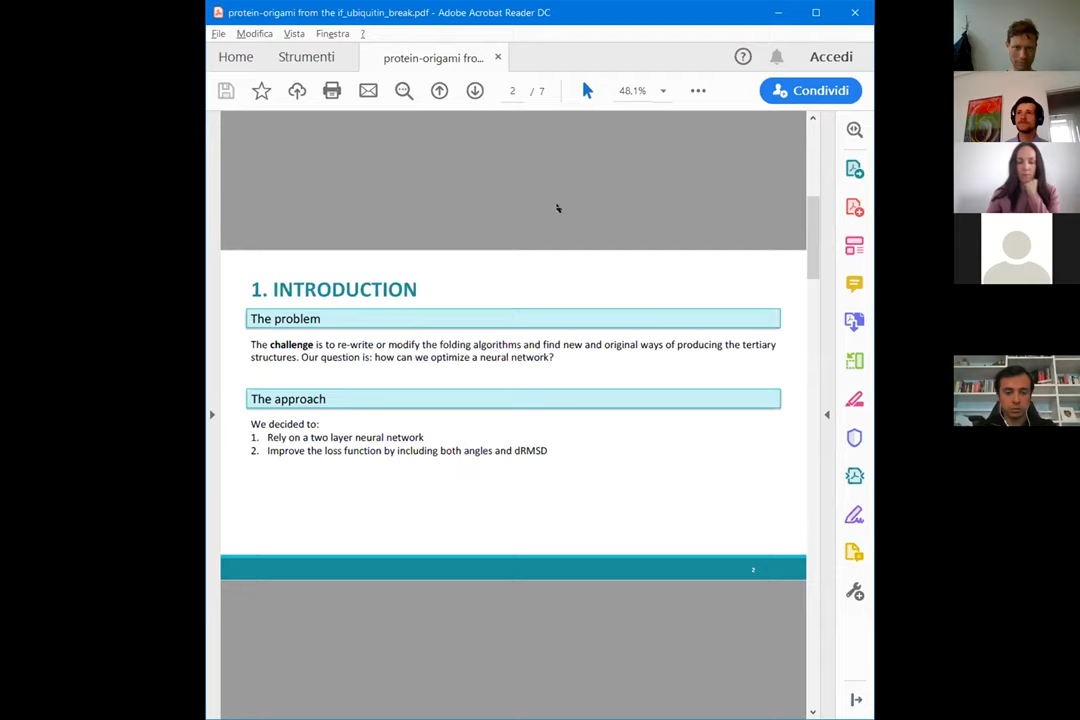 protein-origami from the if_ubiquitin_break.pdf - Adobe Acrobat Reader DC
File Modifica Vista Finestra ?
Home Strumenti protein-origami fro... × Accedi
2 / 7 48,1% Condividi
1. INTRODUCTION
The problem
The challenge is to re-write or modify the folding algorithms and find new and original ways of producing the tertiary
structures. Our question is: how can we optimize a neural network?
The approach
We decided to:
1. Rely on a two layer neural network
2. Improve the loss function by including both angles and dRMSD
2